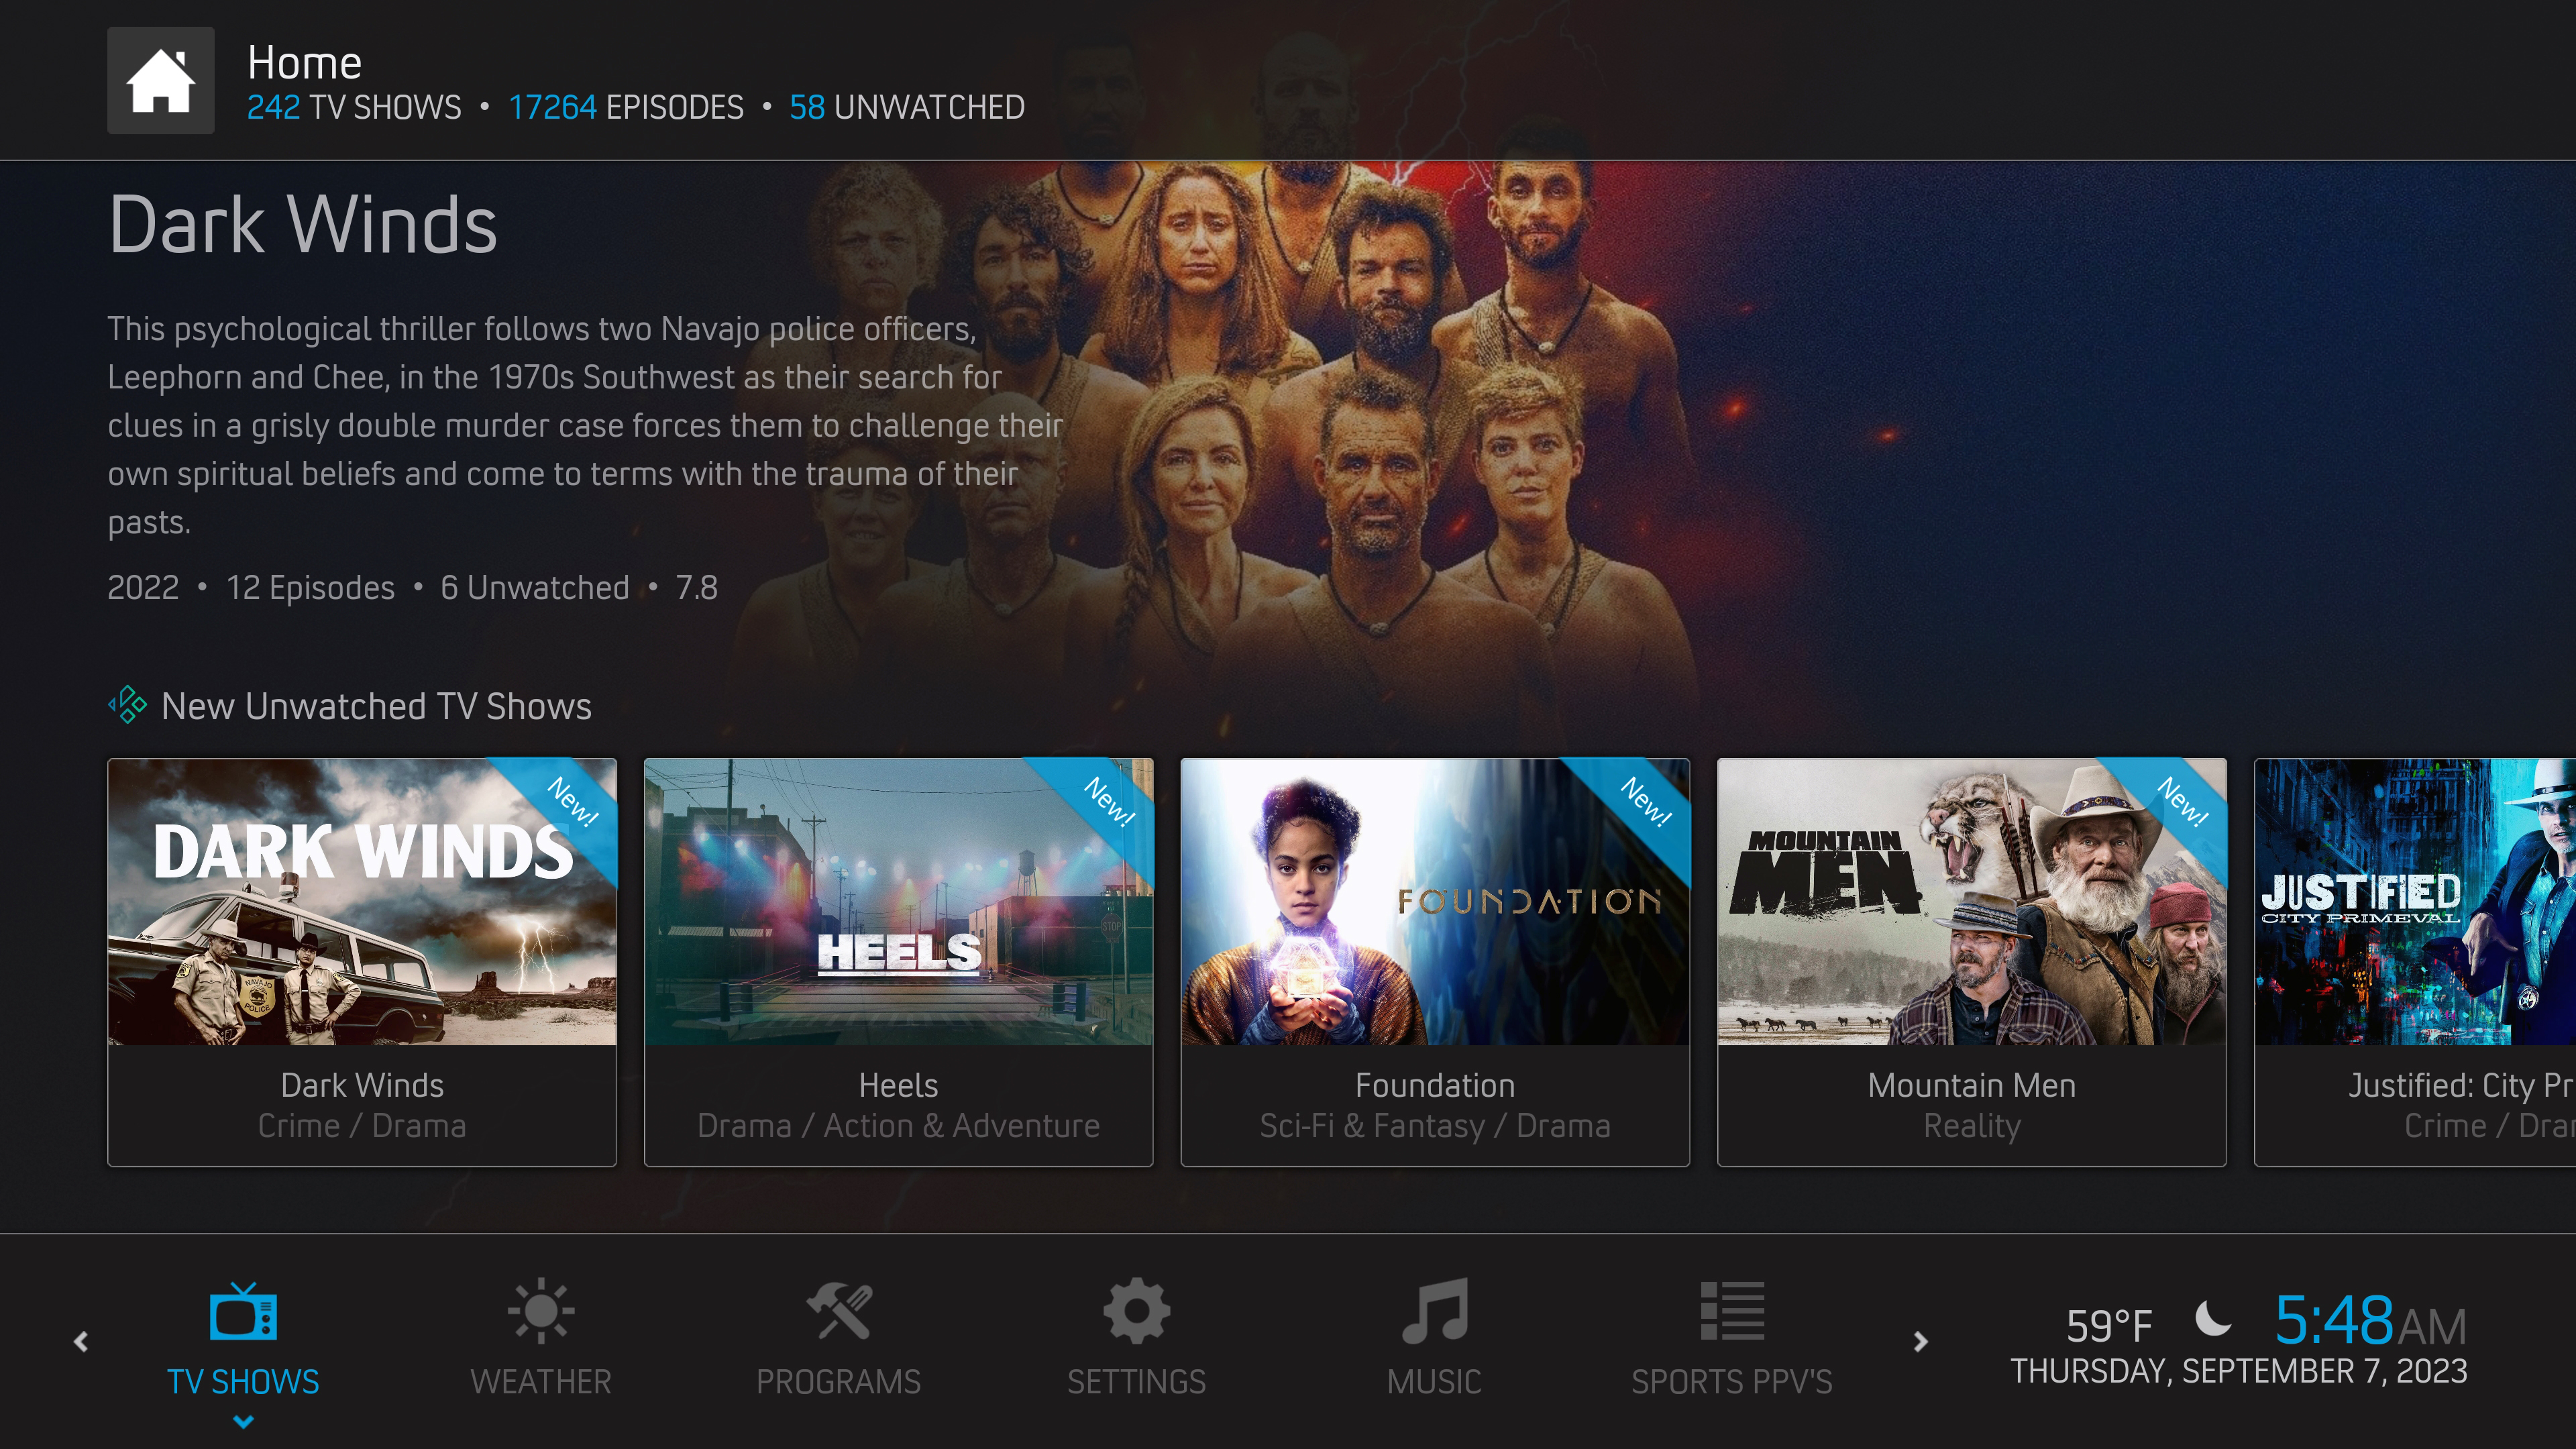 Home
242 TV SHOWS • 17264 EPISODES • 58 UNWATCHED
Dark Winds
This psychological thriller follows two Navajo police officers,
Leephorn and Chee, in the 1970s Southwest as their search for
clues in a grisly double murder case forces them to challenge their
own spiritual beliefs and come to terms with the trauma of their
pasts.
2022 • 12 Episodes • 6 Unwatched • 7.8
New Unwatched TV Shows
DARK WINDS
New!
NAVAJO
POLICE
HEELS
STOP
New!
FOUNDATION
New!
MOUNTAIN
MEN
New!
JUSTIFIED
CITY PRIMEVAL
Dark Winds
Crime / Drama
Heels
Drama / Action & Adventure
Foundation
Sci-Fi & Fantasy / Drama
Mountain Men
Reality
Justified: City Pr
Crime / Drar
TV SHOWS
WEATHER
PROGRAMS
SETTINGS
MUSIC
SPORTS PPV'S
59°F
5:48AM
THURSDAY, SEPTEMBER 7, 2023